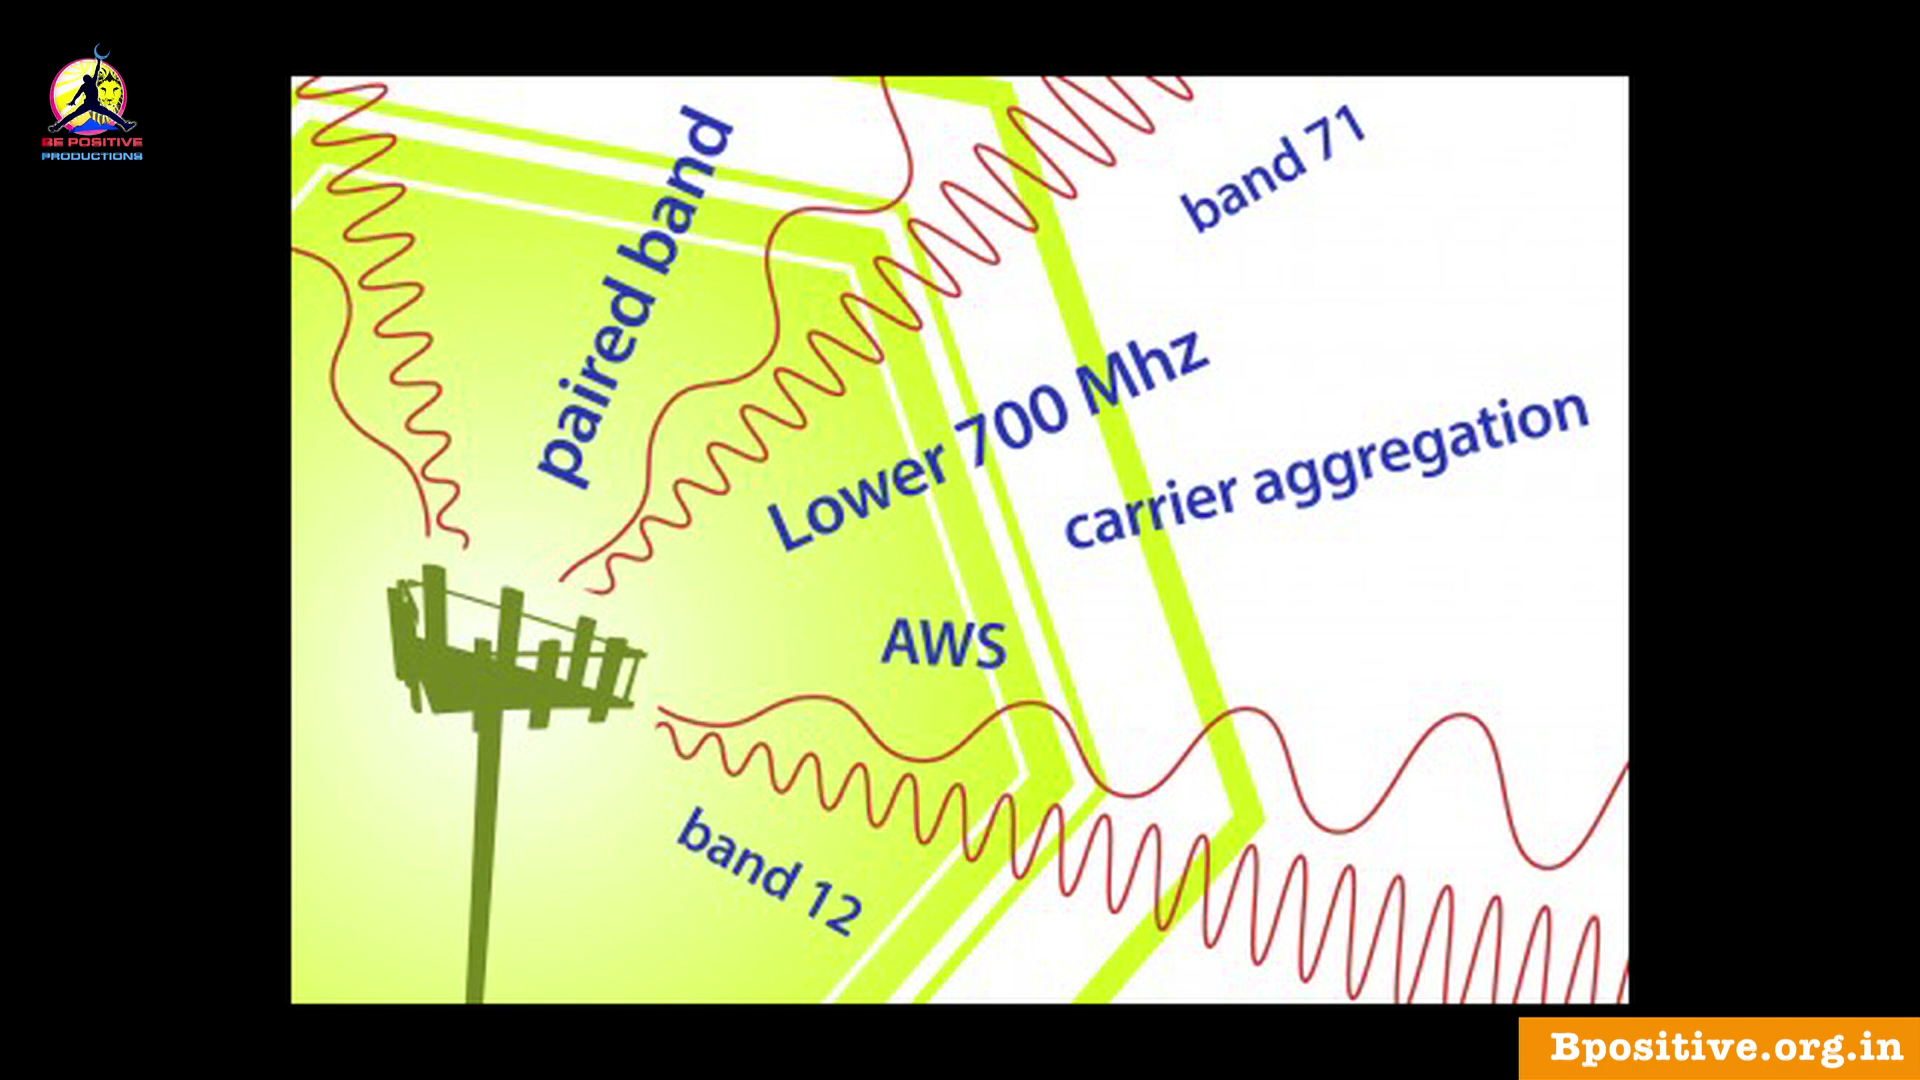 BE POSITIVE
PRODUCTIONS
paired band
band 71
Lower 700 Mhz
carrier aggregation
AWS
band 12
Bpositive.org.in